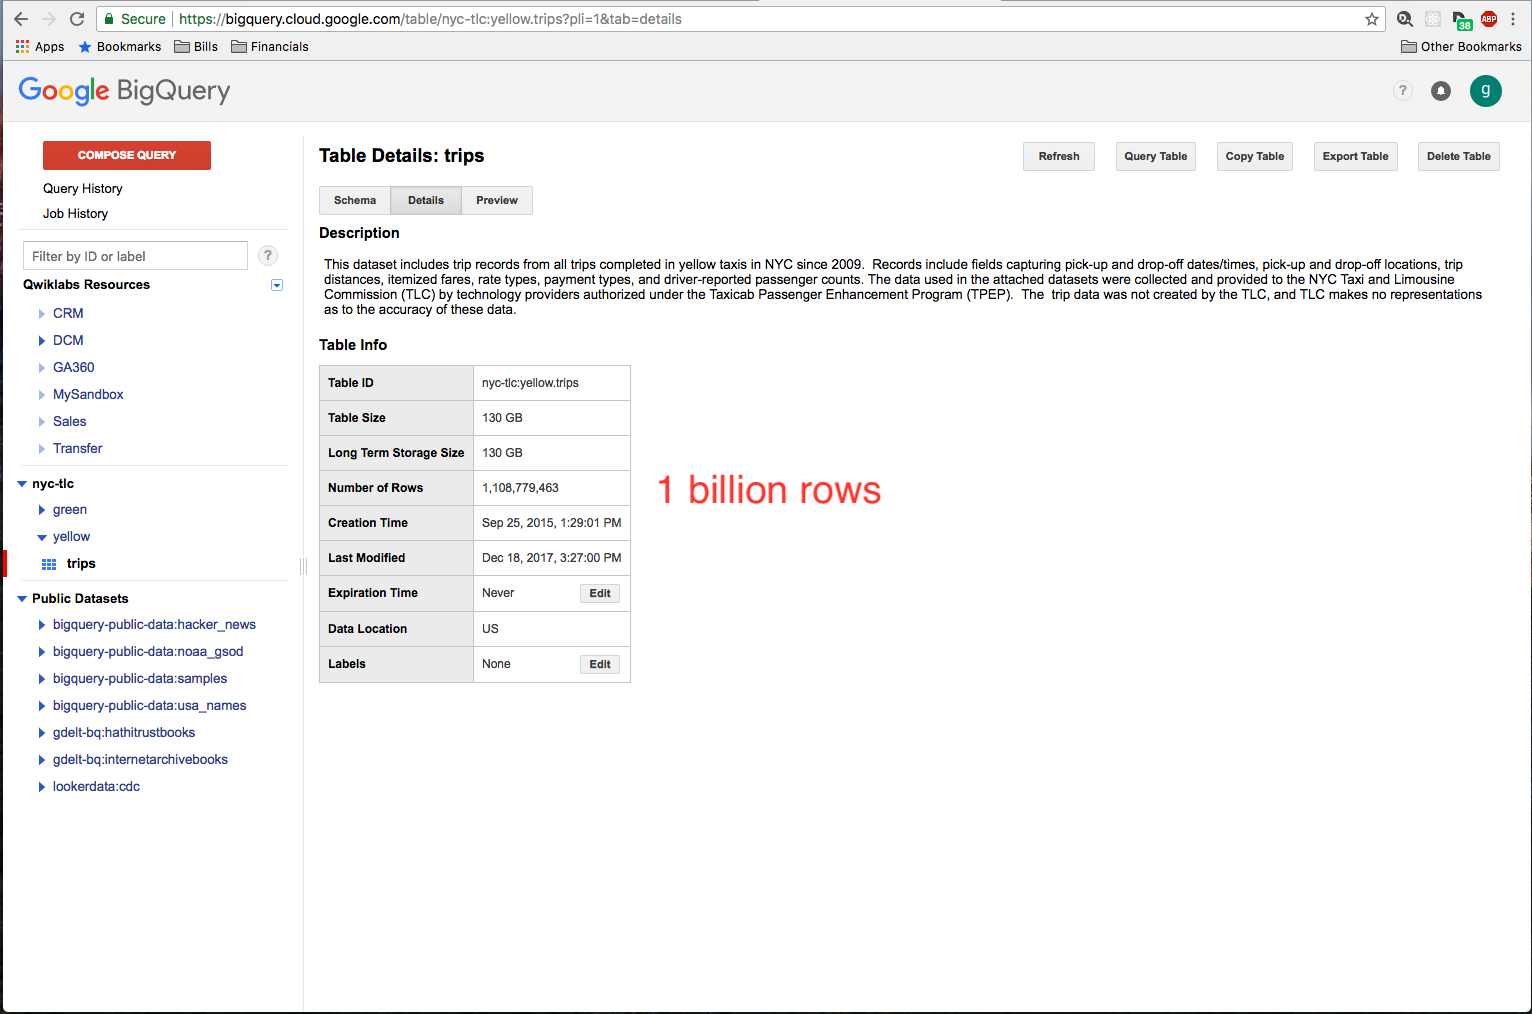 Secure https://bigquery.cloud.google.com/table/nyc-tlc:yellow.trips?pli=1&tab=details
38
ABP
Apps Bookmarks Bills Financials Other Bookmarks
Google BigQuery
? g
COMPOSE QUERY
Query History
Job History
Filter by ID or label ?
Qwiklabs Resources
CRM
DCM
GA360
MySandbox
Sales
Transfer
nyc-tlc
green
yellow
trips
Public Datasets
bigquery-public-data:hacker_news
bigquery-public-data:noaa_gsod
bigquery-public-data:samples
bigquery-public-data:usa_names
gdelt-bq:hathitrustbooks
gdelt-bq:internetarchivebooks
lookerdata:cdc
Table Details: trips
Refresh Query Table Copy Table Export Table Delete Table
Schema Details Preview
Description
This dataset includes trip records from all trips completed in yellow taxis in NYC since 2009. Records include fields capturing pick-up and drop-off dates/times, pick-up and drop-off locations, trip
distances, itemized fares, rate types, payment types, and driver-reported passenger counts. The data used in the attached datasets were collected and provided to the NYC Taxi and Limousine
Commission (TLC) by technology providers authorized under the Taxicab Passenger Enhancement Program (TPEP). The trip data was not created by the TLC, and TLC makes no representations
as to the accuracy of these data.
Table Info
Table ID nyc-tlc:yellow.trips
Table Size 130 GB
Long Term Storage Size 130 GB
Number of Rows 1,108,779,463
1 billion rows
Creation Time Sep 25, 2015, 1:29:01 PM
Last Modified Dec 18, 2017, 3:27:00 PM
Expiration Time Never Edit
Data Location US
Labels None Edit